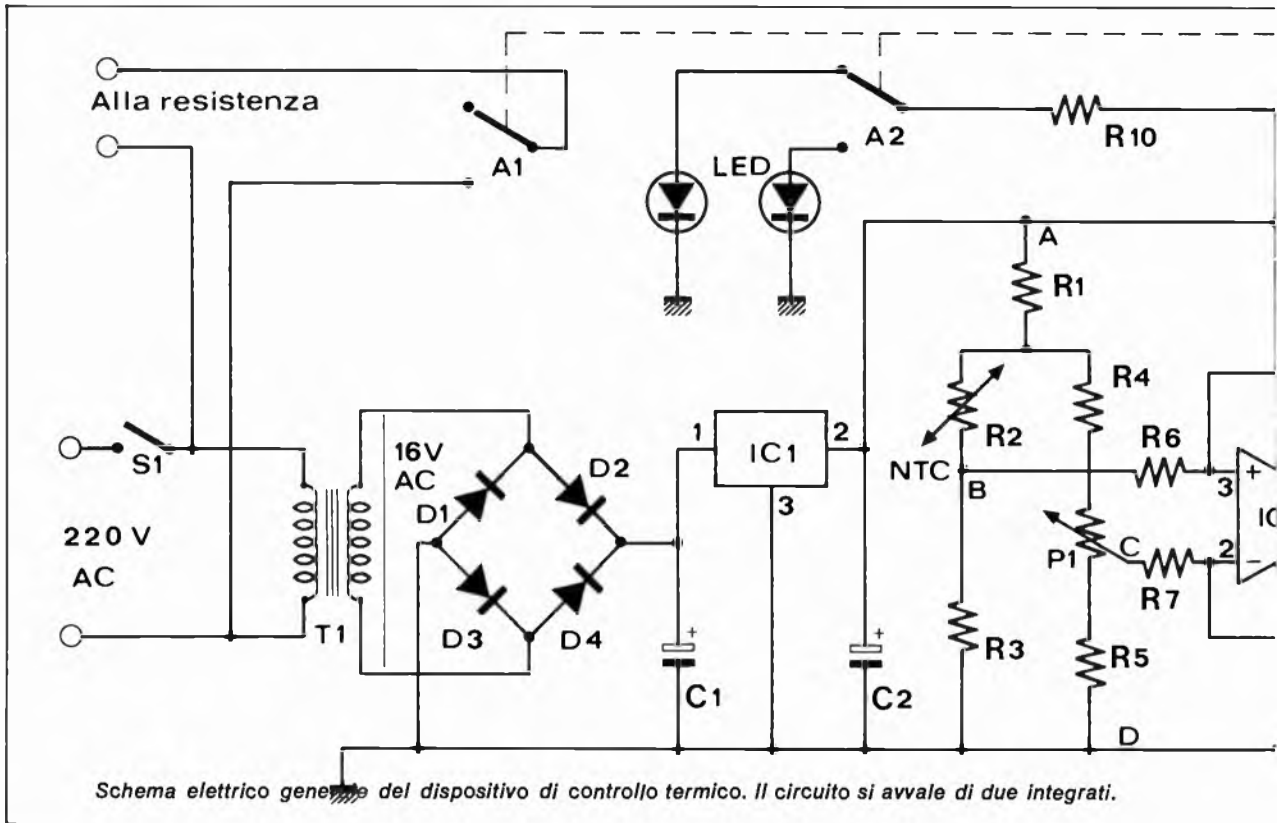 Alla resistenza
A1
LED
A2
R10
A
R1
R2
NTC
B
R4
R6
3
+
IC
2
−
C
P1
R7
R3
R5
D
S1
220 V
AC
T1
16V
AC
D1
D2
D3
D4
1
IC1
2
3
+
C1
+
C2
Schema elettrico generale del dispositivo di controllo termico. Il circuito si avvale di due integrati.